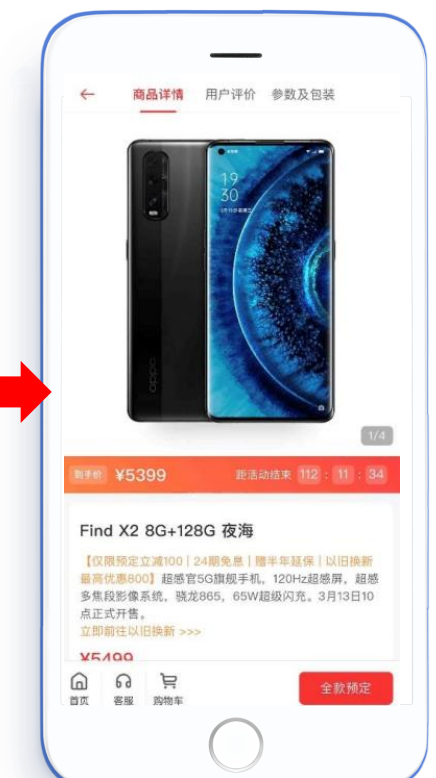 商品详情 用户评价 参数及包装
19
30
oppo
1/4
到手价 ¥5399 距活动结束 112 : 11 : 34
Find X2 8G+128G 夜海
【仅限预定立减100 | 24期免息 | 赠半年延保 | 以旧换新
最高优惠800】超感官5G旗舰手机，120Hz超感屏，超感
多焦段影像系统，骁龙865，65W超级闪充。3月13日10
点正式开售。
立即前往以旧换新 >>>
¥5499
首页 客服 购物车 全款预定